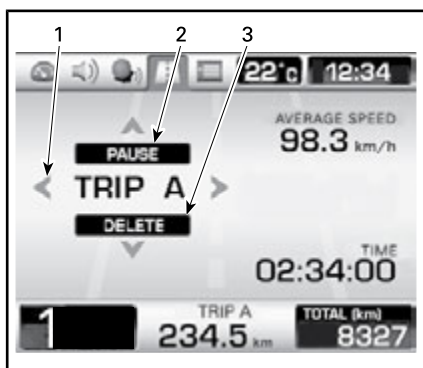 1 2 3
22°C 12:34
AVERAGE SPEED
98.3 km/h
PAUSE
TRIP A
DELETE
TIME
02:34:00
1
TRIP A
234.5 km
TOTAL (km)
8327